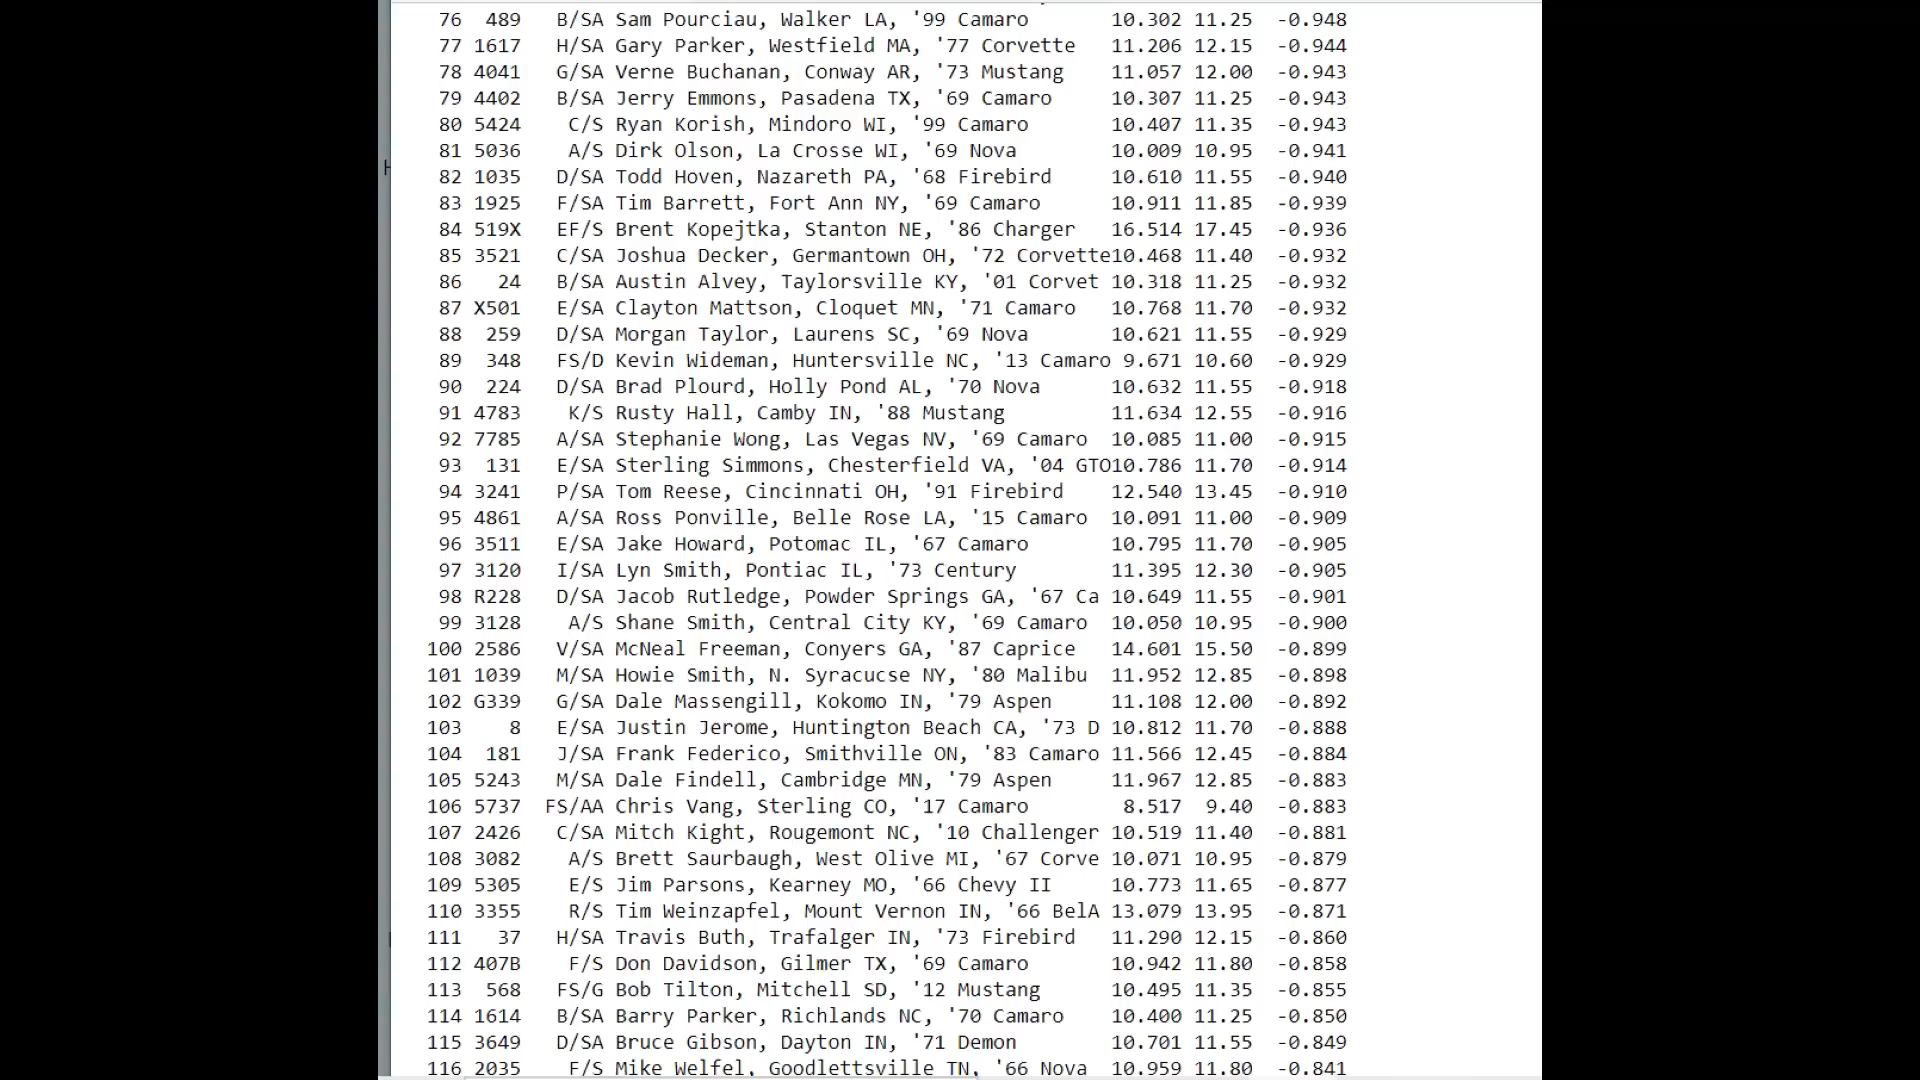 76 489 B/SA Sam Pourciau, Walker LA, '99 Camaro 10.302 11.25 -0.948
77 1617 H/SA Gary Parker, Westfield MA, '77 Corvette 11.206 12.15 -0.944
78 4041 G/SA Verne Buchanan, Conway AR, '73 Mustang 11.057 12.00 -0.943
79 4402 B/SA Jerry Emmons, Pasadena TX, '69 Camaro 10.307 11.25 -0.943
80 5424 C/S Ryan Korish, Mindoro WI, '99 Camaro 10.407 11.35 -0.943
81 5036 A/S Dirk Olson, La Crosse WI, '69 Nova 10.009 10.95 -0.941
82 1035 D/SA Todd Hoven, Nazareth PA, '68 Firebird 10.610 11.55 -0.940
83 1925 F/SA Tim Barrett, Fort Ann NY, '69 Camaro 10.911 11.85 -0.939
84 519X EF/S Brent Kopejtka, Stanton NE, '86 Charger 16.514 17.45 -0.936
85 3521 C/SA Joshua Decker, Germantown OH, '72 Corvette10.468 11.40 -0.932
86 24 B/SA Austin Alvey, Taylorsville KY, '01 Corvet 10.318 11.25 -0.932
87 X501 E/SA Clayton Mattson, Cloquet MN, '71 Camaro 10.768 11.70 -0.932
88 259 D/SA Morgan Taylor, Laurens SC, '69 Nova 10.621 11.55 -0.929
89 348 FS/D Kevin Wideman, Huntersville NC, '13 Camaro 9.671 10.60 -0.929
90 224 D/SA Brad Plourd, Holly Pond AL, '70 Nova 10.632 11.55 -0.918
91 4783 K/S Rusty Hall, Camby IN, '88 Mustang 11.634 12.55 -0.916
92 7785 A/SA Stephanie Wong, Las Vegas NV, '69 Camaro 10.085 11.00 -0.915
93 131 E/SA Sterling Simmons, Chesterfield VA, '04 GTO10.786 11.70 -0.914
94 3241 P/SA Tom Reese, Cincinnati OH, '91 Firebird 12.540 13.45 -0.910
95 4861 A/SA Ross Ponville, Belle Rose LA, '15 Camaro 10.091 11.00 -0.909
96 3511 E/SA Jake Howard, Potomac IL, '67 Camaro 10.795 11.70 -0.905
97 3120 I/SA Lyn Smith, Pontiac IL, '73 Century 11.395 12.30 -0.905
98 R228 D/SA Jacob Rutledge, Powder Springs GA, '67 Ca 10.649 11.55 -0.901
99 3128 A/S Shane Smith, Central City KY, '69 Camaro 10.050 10.95 -0.900
100 2586 V/SA McNeal Freeman, Conyers GA, '87 Caprice 14.601 15.50 -0.899
101 1039 M/SA Howie Smith, N. Syracucse NY, '80 Malibu 11.952 12.85 -0.898
102 G339 G/SA Dale Massengill, Kokomo IN, '79 Aspen 11.108 12.00 -0.892
103 8 E/SA Justin Jerome, Huntington Beach CA, '73 D 10.812 11.70 -0.888
104 181 J/SA Frank Federico, Smithville ON, '83 Camaro 11.566 12.45 -0.884
105 5243 M/SA Dale Findell, Cambridge MN, '79 Aspen 11.967 12.85 -0.883
106 5737 FS/AA Chris Vang, Sterling CO, '17 Camaro 8.517 9.40 -0.883
107 2426 C/SA Mitch Kight, Rougemont NC, '10 Challenger 10.519 11.40 -0.881
108 3082 A/S Brett Saurbaugh, West Olive MI, '67 Corve 10.071 10.95 -0.879
109 5305 E/S Jim Parsons, Kearney MO, '66 Chevy II 10.773 11.65 -0.877
110 3355 R/S Tim Weinzapfel, Mount Vernon IN, '66 BelA 13.079 13.95 -0.871
111 37 H/SA Travis Buth, Trafalger IN, '73 Firebird 11.290 12.15 -0.860
112 407B F/S Don Davidson, Gilmer TX, '69 Camaro 10.942 11.80 -0.858
113 568 FS/G Bob Tilton, Mitchell SD, '12 Mustang 10.495 11.35 -0.855
114 1614 B/SA Barry Parker, Richlands NC, '70 Camaro 10.400 11.25 -0.850
115 3649 D/SA Bruce Gibson, Dayton IN, '71 Demon 10.701 11.55 -0.849
116 2035 F/S Mike Welfel, Goodlettsville TN, '66 Nova 10.959 11.80 -0.841